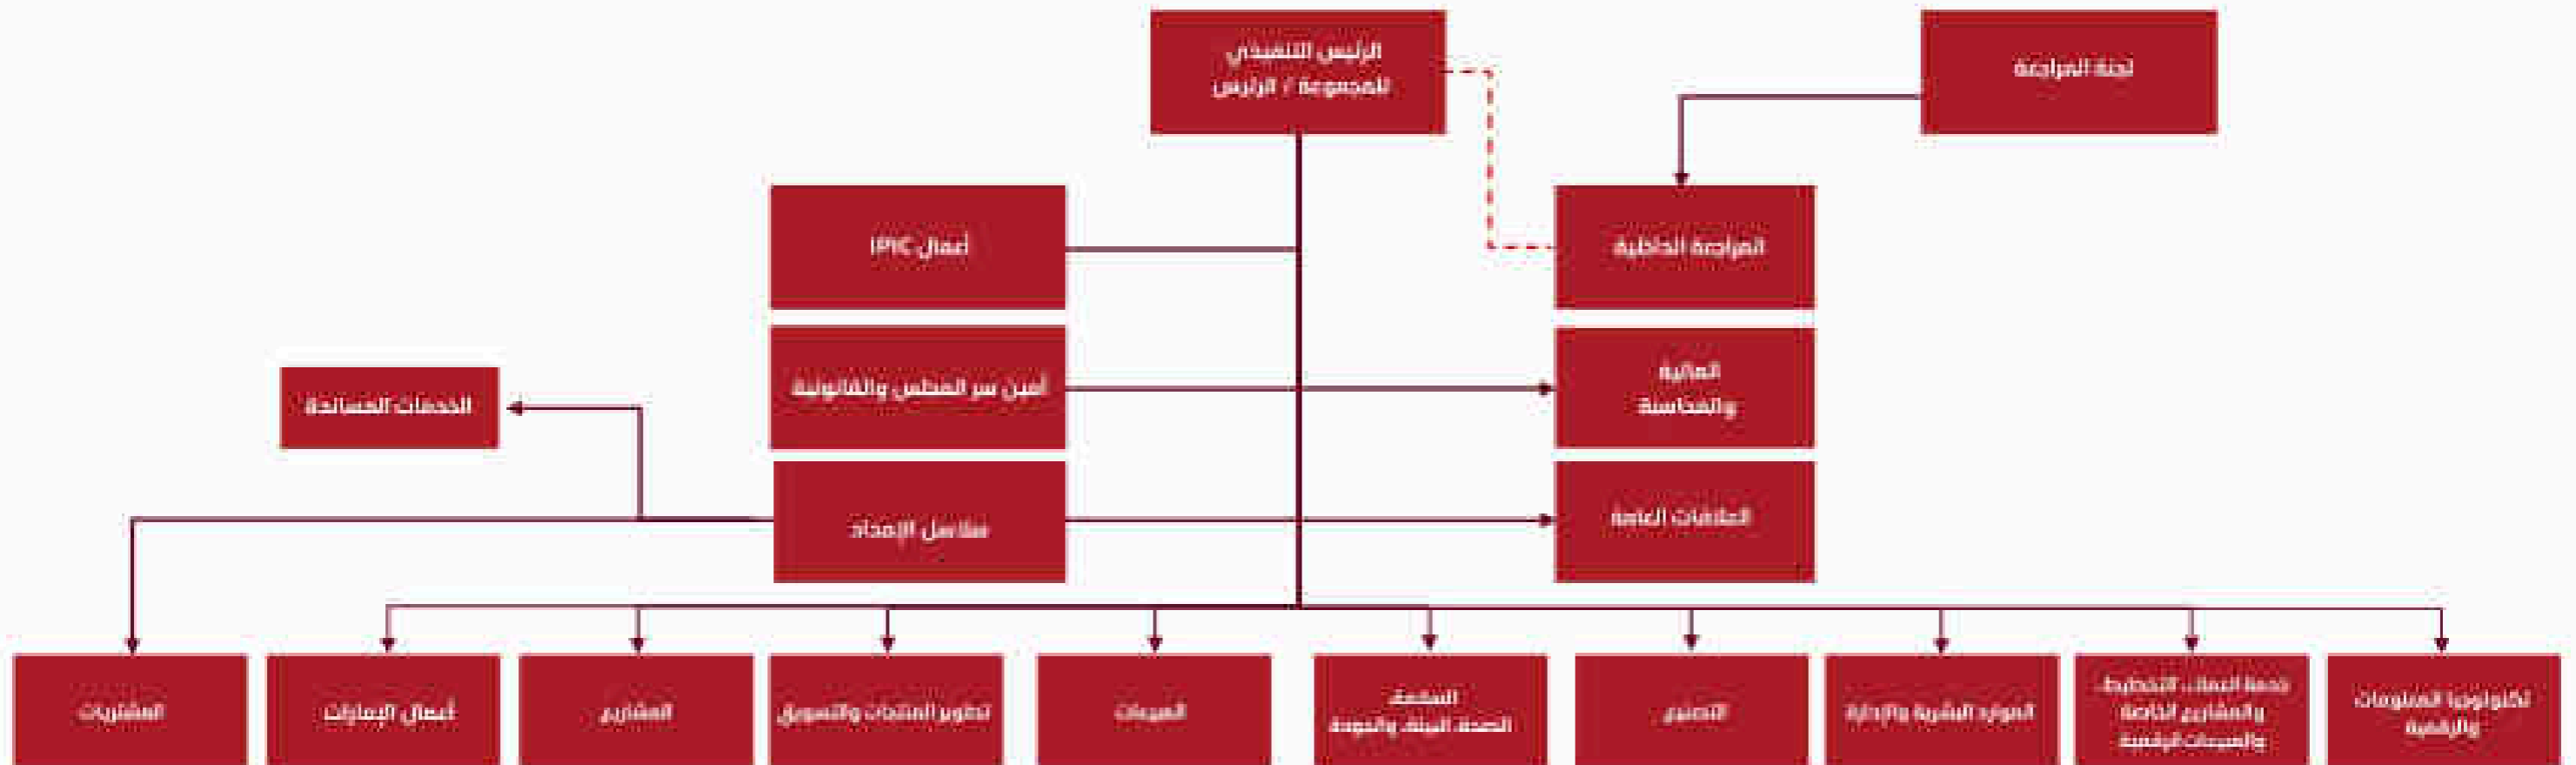 الرئيس التنفيذي
للمجموعة / الرئيس
لجنة المراجعة
أعمال IPIC
المراجعة الداخلية
أمين سر المجلس والقانونية
المالية
والمحاسبة
الخدمات المساندة
سلاسل الإمداد
العلاقات العامة
تكنولوجيا المعلومات
والرقمية
خدمة العملاء، التخطيط،
والمشاريع الخاصة
والمبيعات الرقمية
الموارد البشرية والإدارة
التصنيع
السلامة،
الصحة، البيئة، والجودة
المبيعات
تطوير المنتجات والتسويق
المشاريع
أعمال الإمارات
المشتريات